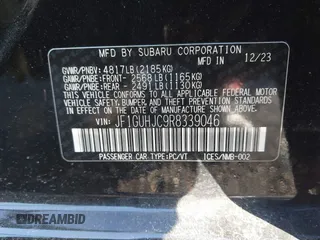 MFD. BY SUBARU CORPORATION
12/23
GVWR/PNBV: 4817LB(2185KG)
GAWR/PNBE:FRONT- 2568LB(1165KG)
GAWR/PNBE:REAR - 2491LB(1130KG)
THIS VEHICLE CONFORMS TO ALL APPLICABLE
FEDERAL MOTOR VEHICLE SAFETY,
BUMPER, AND THEFT PREVENTION STANDARDS
IN EFFECT ON THE DATE OF MANUFACTURE
SHOWN ABOVE.
VIN: JF1GUHJC9R8339046
PASSENGER CAR TYPE:PC/VT ICES/NMB-002
DREAMBID